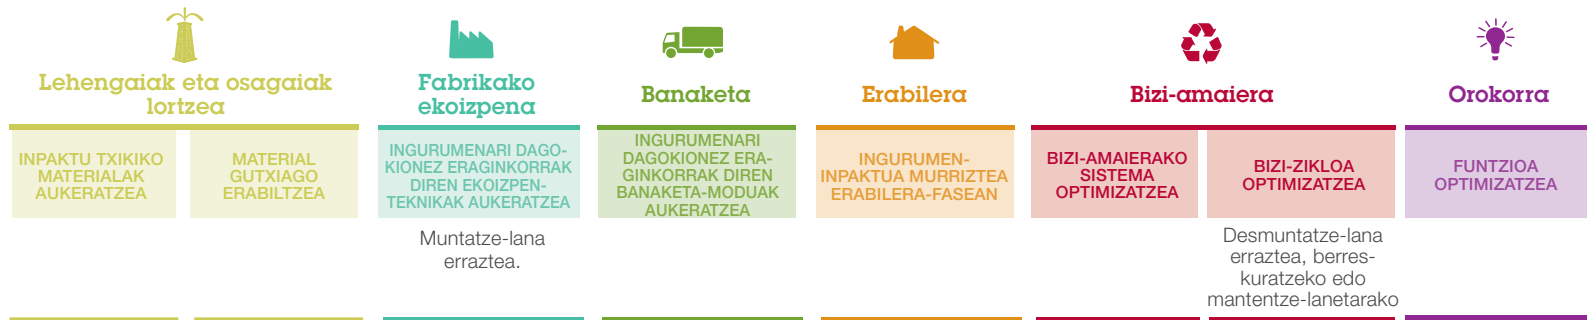 Lehengaiak eta osagaiak
lortzea
Fabrikako
ekoizpena
Banaketa
Erabilera
Bizi-amaiera
Orokorra
INPAKTU TXIKIKO
MATERIALAK
AUKERATZEA
MATERIAL
GUTXIAGO
ERABILTZEA
INGURUMENARI DAGO-
KIONEZ ERAGINKORRAK
DIREN EKOIZPEN-
TEKNIKAK AUKERATZEA
INGURUMENARI
DAGOKIONEZ ERA-
GINKORRAK DIREN
BANAKETA-MODUAK
AUKERATZEA
INGURUMEN-
INPAKTUA MURRIZTEA
ERABILERA-FASEAN
BIZI-AMAIERAKO
SISTEMA
OPTIMIZATZEA
BIZI-ZIKLOA
OPTIMIZATZEA
FUNTZIOA
OPTIMIZATZEA
Muntatze-lana
erraztea.
Desmuntatze-lana
erraztea, berres-
kuratzeko edo
mantentze-lanetarako